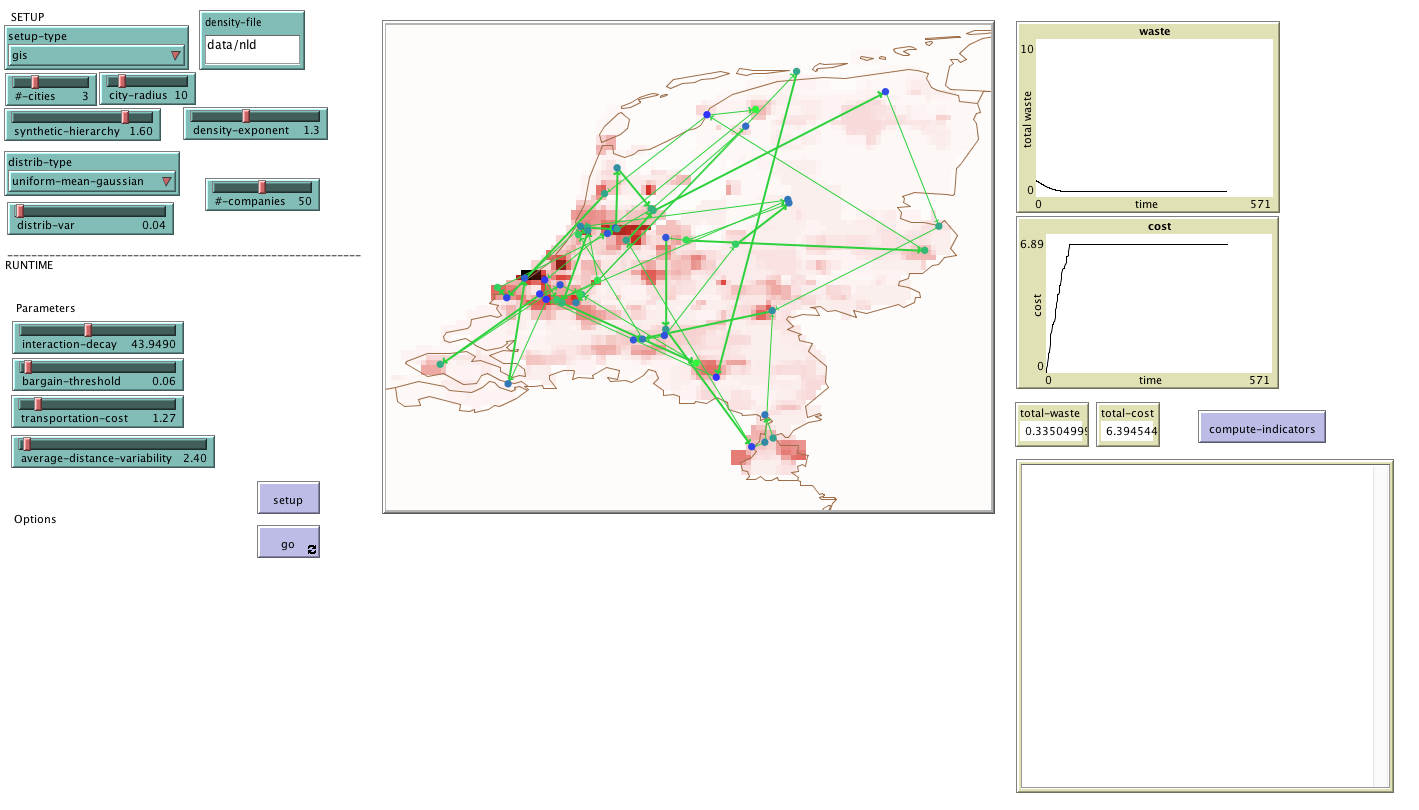 SETUP
setup-type
gis
density-file
data/nld
#-cities 3
city-radius 10
synthetic-hierarchy 1.60
density-exponent 1.3
distrib-type
uniform-mean-gaussian
#-companies 50
distrib-var 0.04
RUNTIME
Parameters
interaction-decay 43.9490
bargain-threshold 0.06
transportation-cost 1.27
average-distance-variability 2.40
setup
Options
go
waste
10
total waste
0
0 time 571
cost
6.89
cost
0
0 time 571
total-waste
0.33504999
total-cost
6.394544
compute-indicators